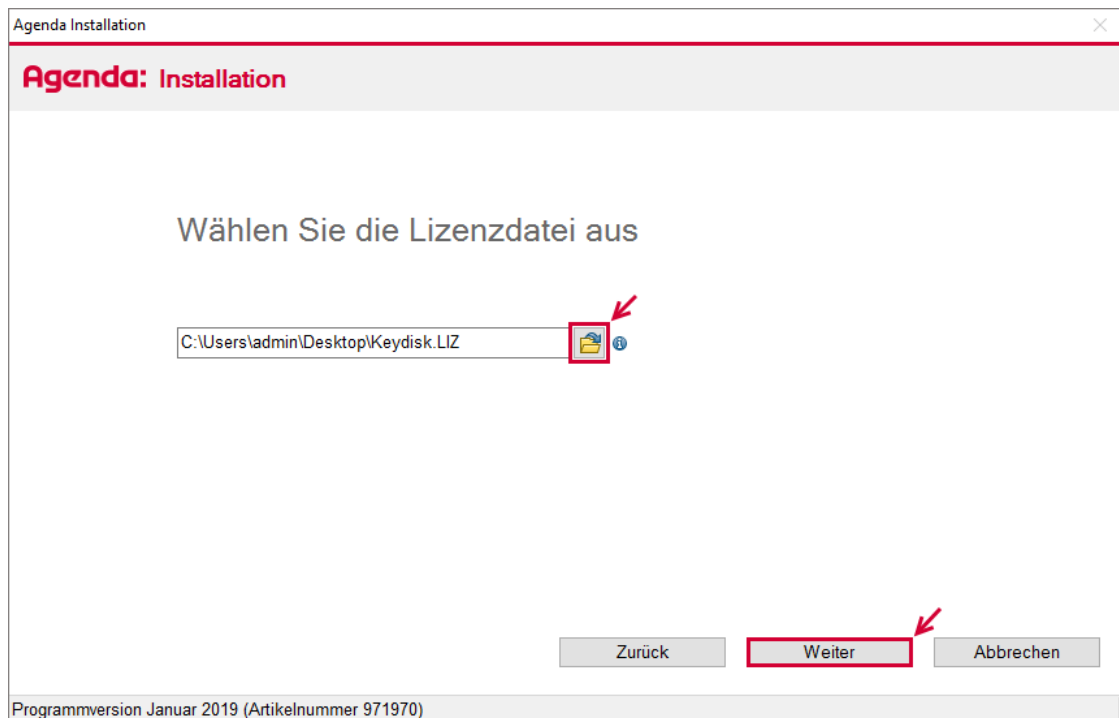 Agenda Installation
Agenda: Installation
Wählen Sie die Lizenzdatei aus
C:\Users\admin\Desktop\Keydisk.LIZ
Zurück Weiter Abbrechen
Programmversion Januar 2019 (Artikelnummer 971970)